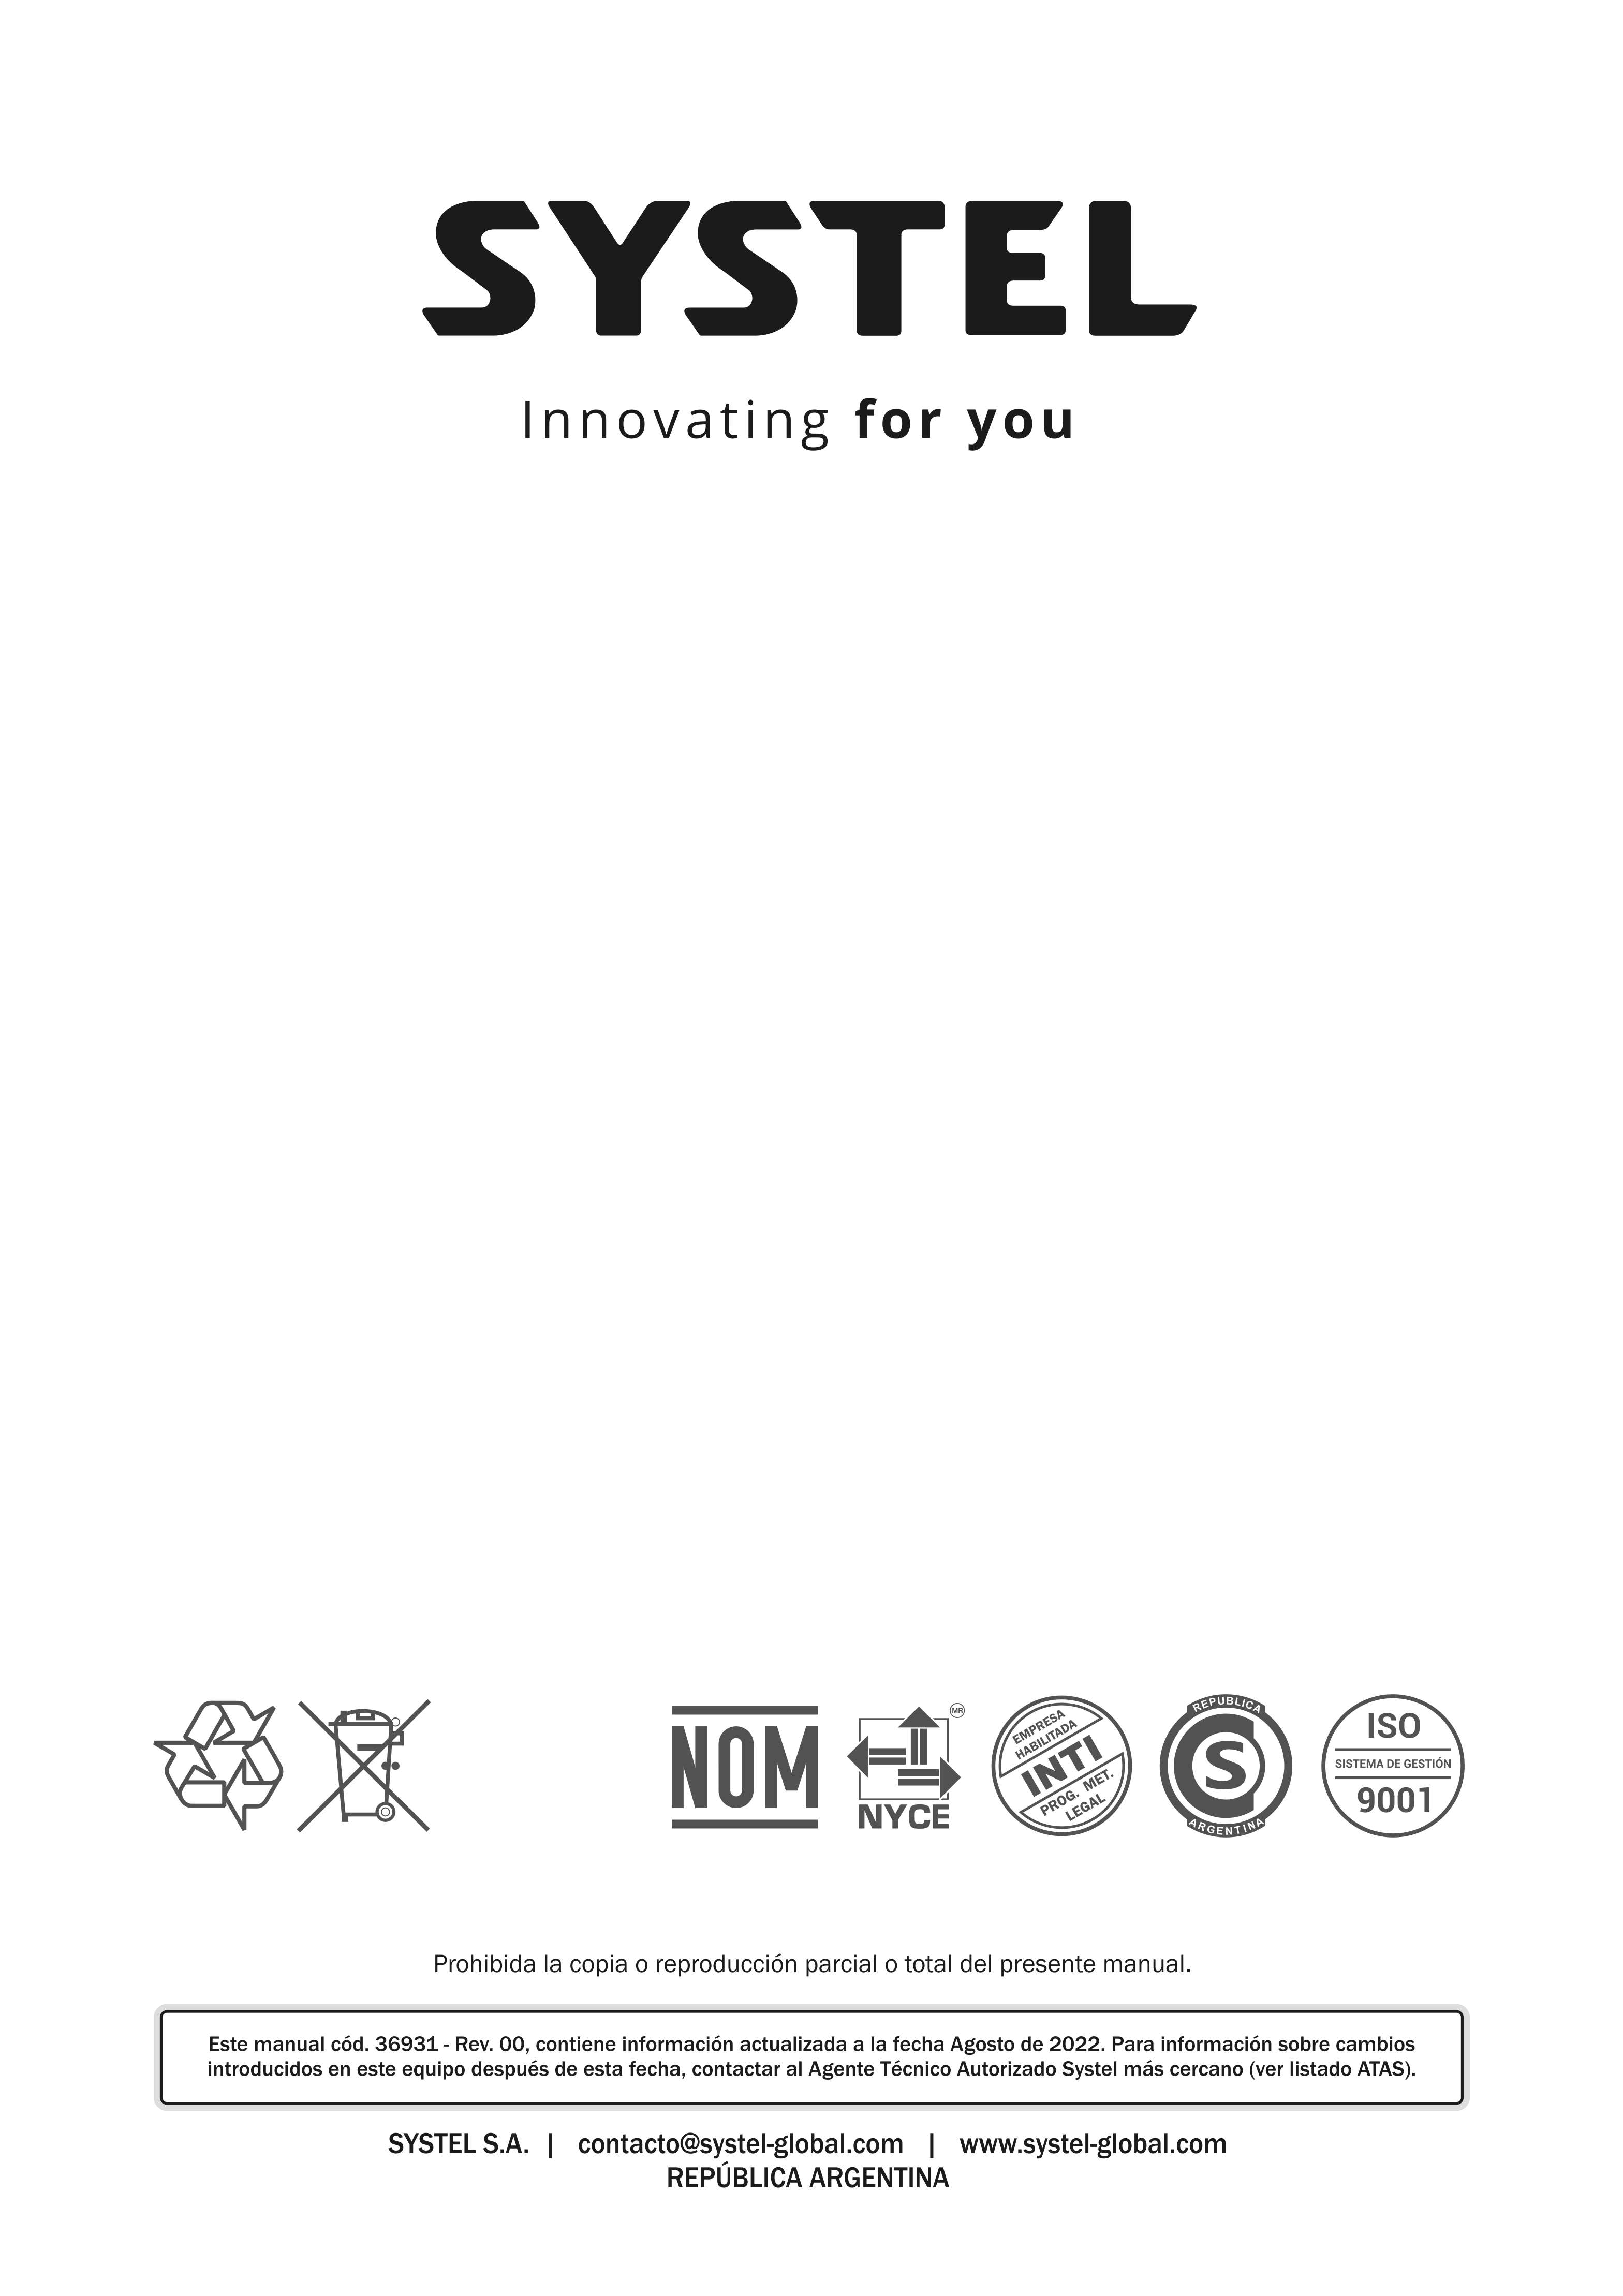 SYSTEL
Innovating for you
NOM
MR
NYCE
EMPRESA
HABILITADA
INTI
PROG. MET.
LEGAL
REPUBLICA
CS
ARGENTINA
ISO
SISTEMA DE GESTIÓN
9001
Prohibida la copia o reproducción parcial o total del presente manual.
Este manual cód. 36931 - Rev. 00, contiene información actualizada a la fecha Agosto de 2022. Para información sobre cambios
introducidos en este equipo después de esta fecha, contactar al Agente Técnico Autorizado Systel más cercano (ver listado ATAS).
SYSTEL S.A. | contacto@systel-global.com | www.systel-global.com
REPÚBLICA ARGENTINA